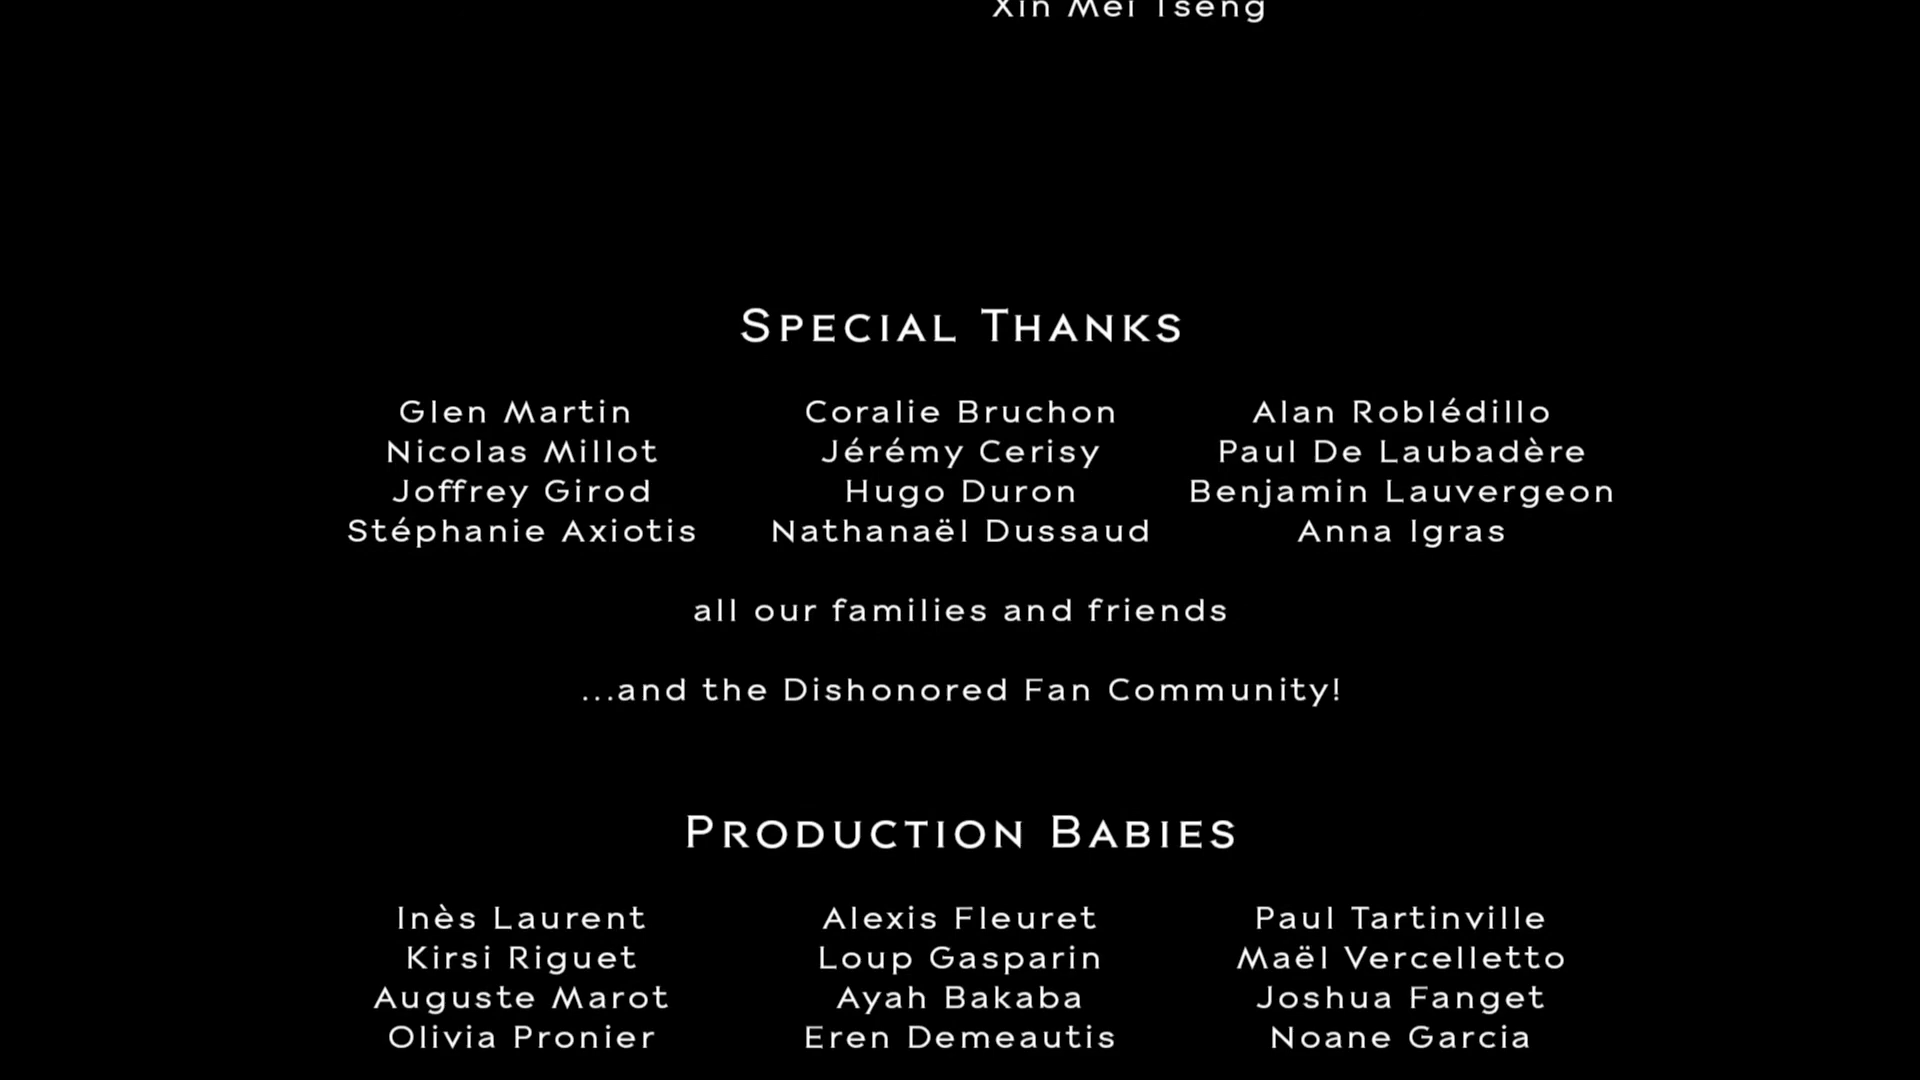 Xin Mei Tseng
Special Thanks
Glen Martin Coralie Bruchon Alan Roblédillo
Nicolas Millot Jérémy Cerisy Paul De Laubadère
Joffrey Girod Hugo Duron Benjamin Lauvergeon
Stéphanie Axiotis Nathanaël Dussaud Anna Igras
all our families and friends
...and the Dishonored Fan Community!
Production Babies
Inès Laurent Alexis Fleuret Paul Tartinville
Kirsi Riguet Loup Gasparin Maël Vercelletto
Auguste Marot Ayah Bakaba Joshua Fanget
Olivia Pronier Eren Demeautis Noane Garcia